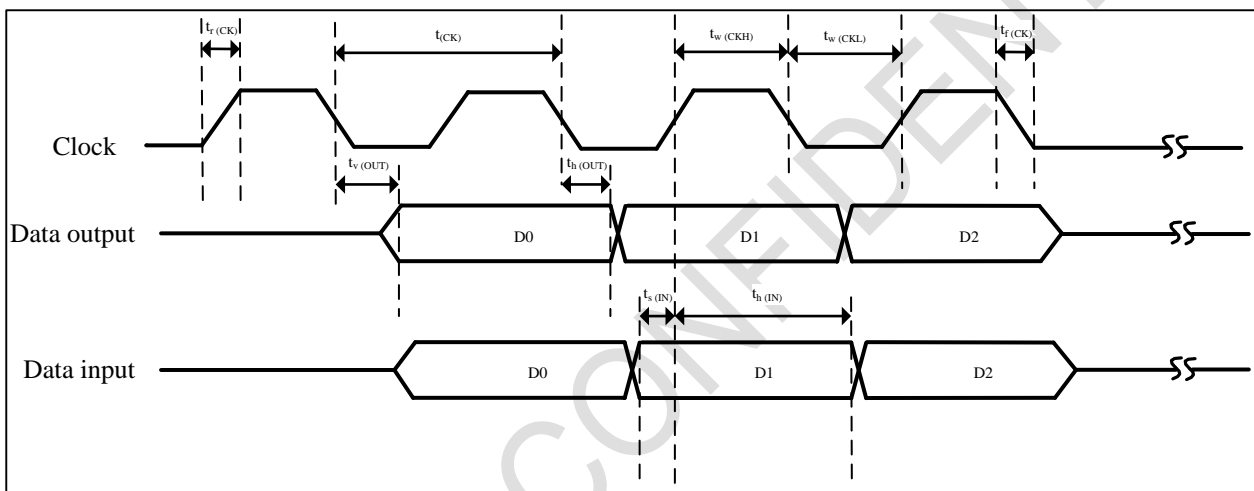 tr (CK)
t(CK)
tw (CKH)
tw (CKL)
tf (CK)
Clock
tv (OUT)
th (OUT)
Data output
D0
D1
D2
ts (IN)
th (IN)
Data input
D0
D1
D2
CONFIDENT